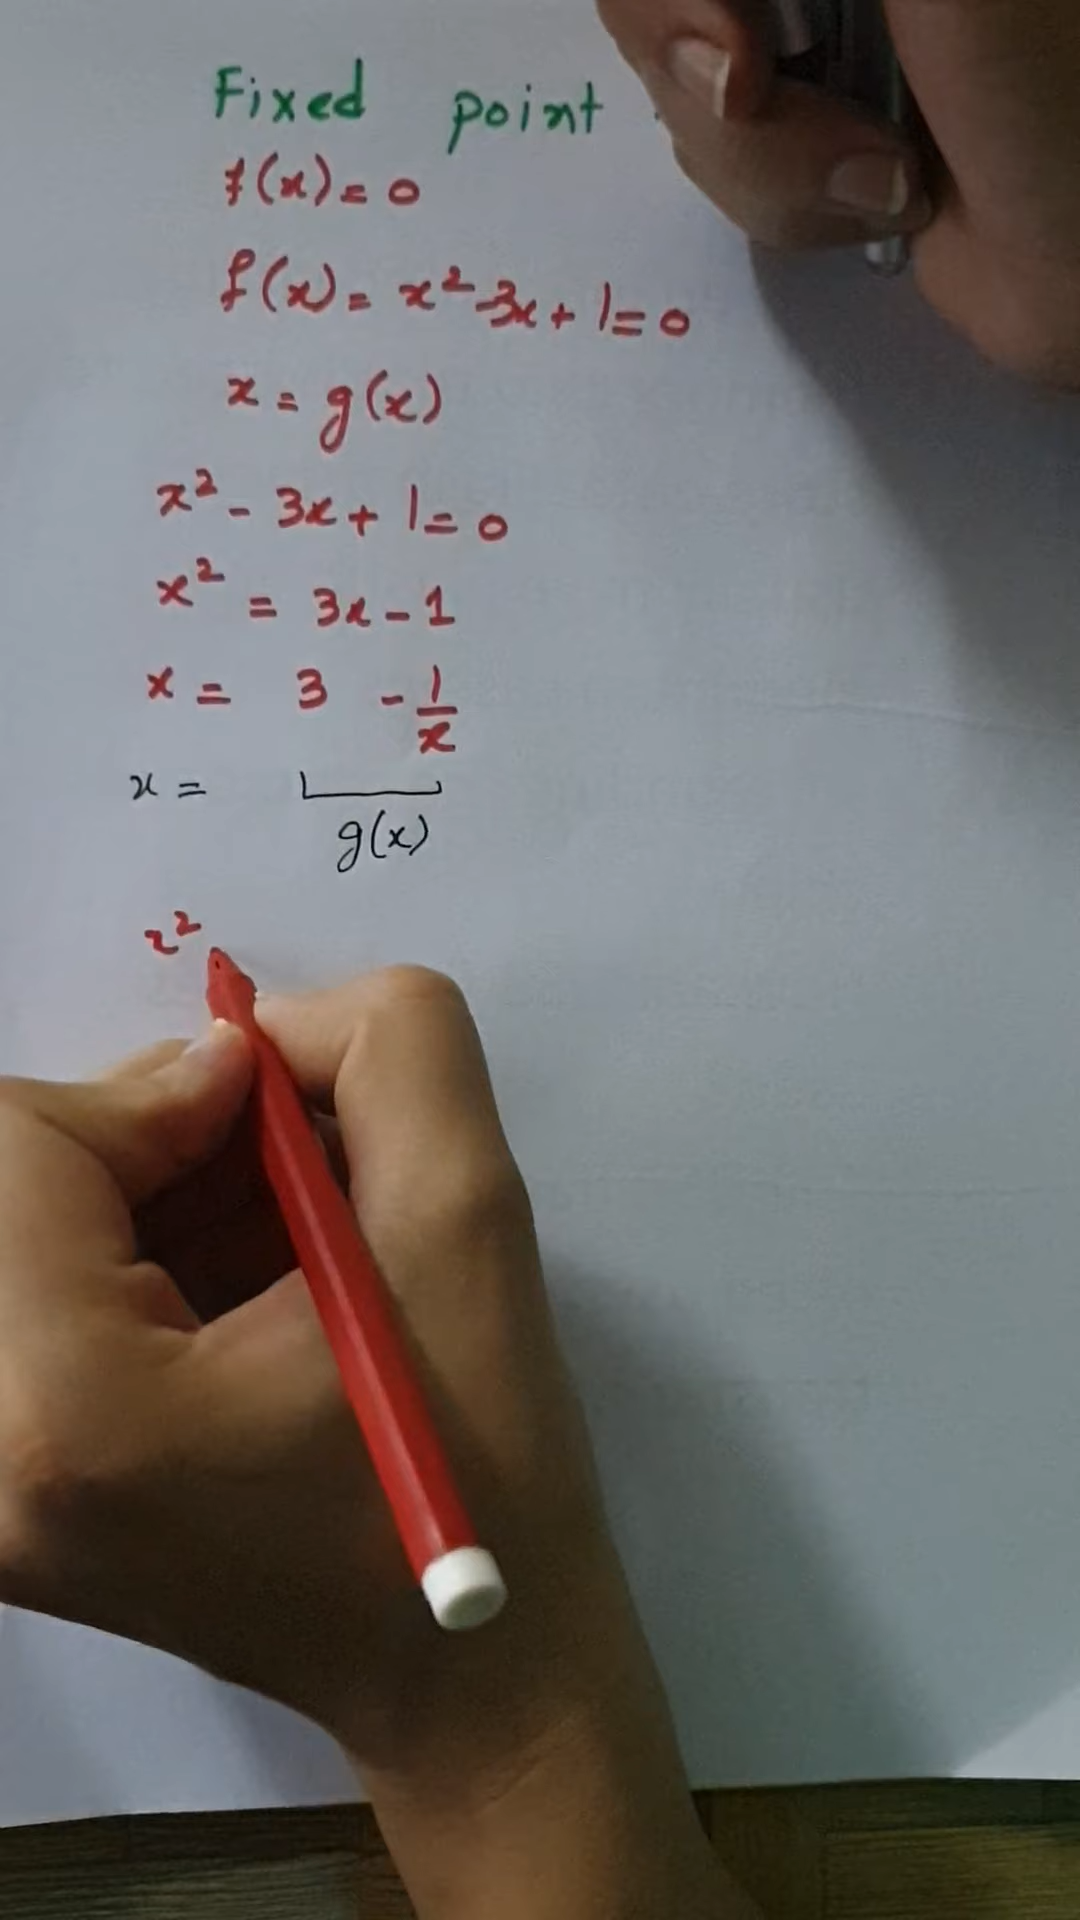 Fixed point
f(x) = 0
f(x) = x² - 3x + 1 = 0
x = g(x)
x² - 3x + 1 = 0
x² = 3x - 1
x = 3 - 1/x
x =
g(x)
x²